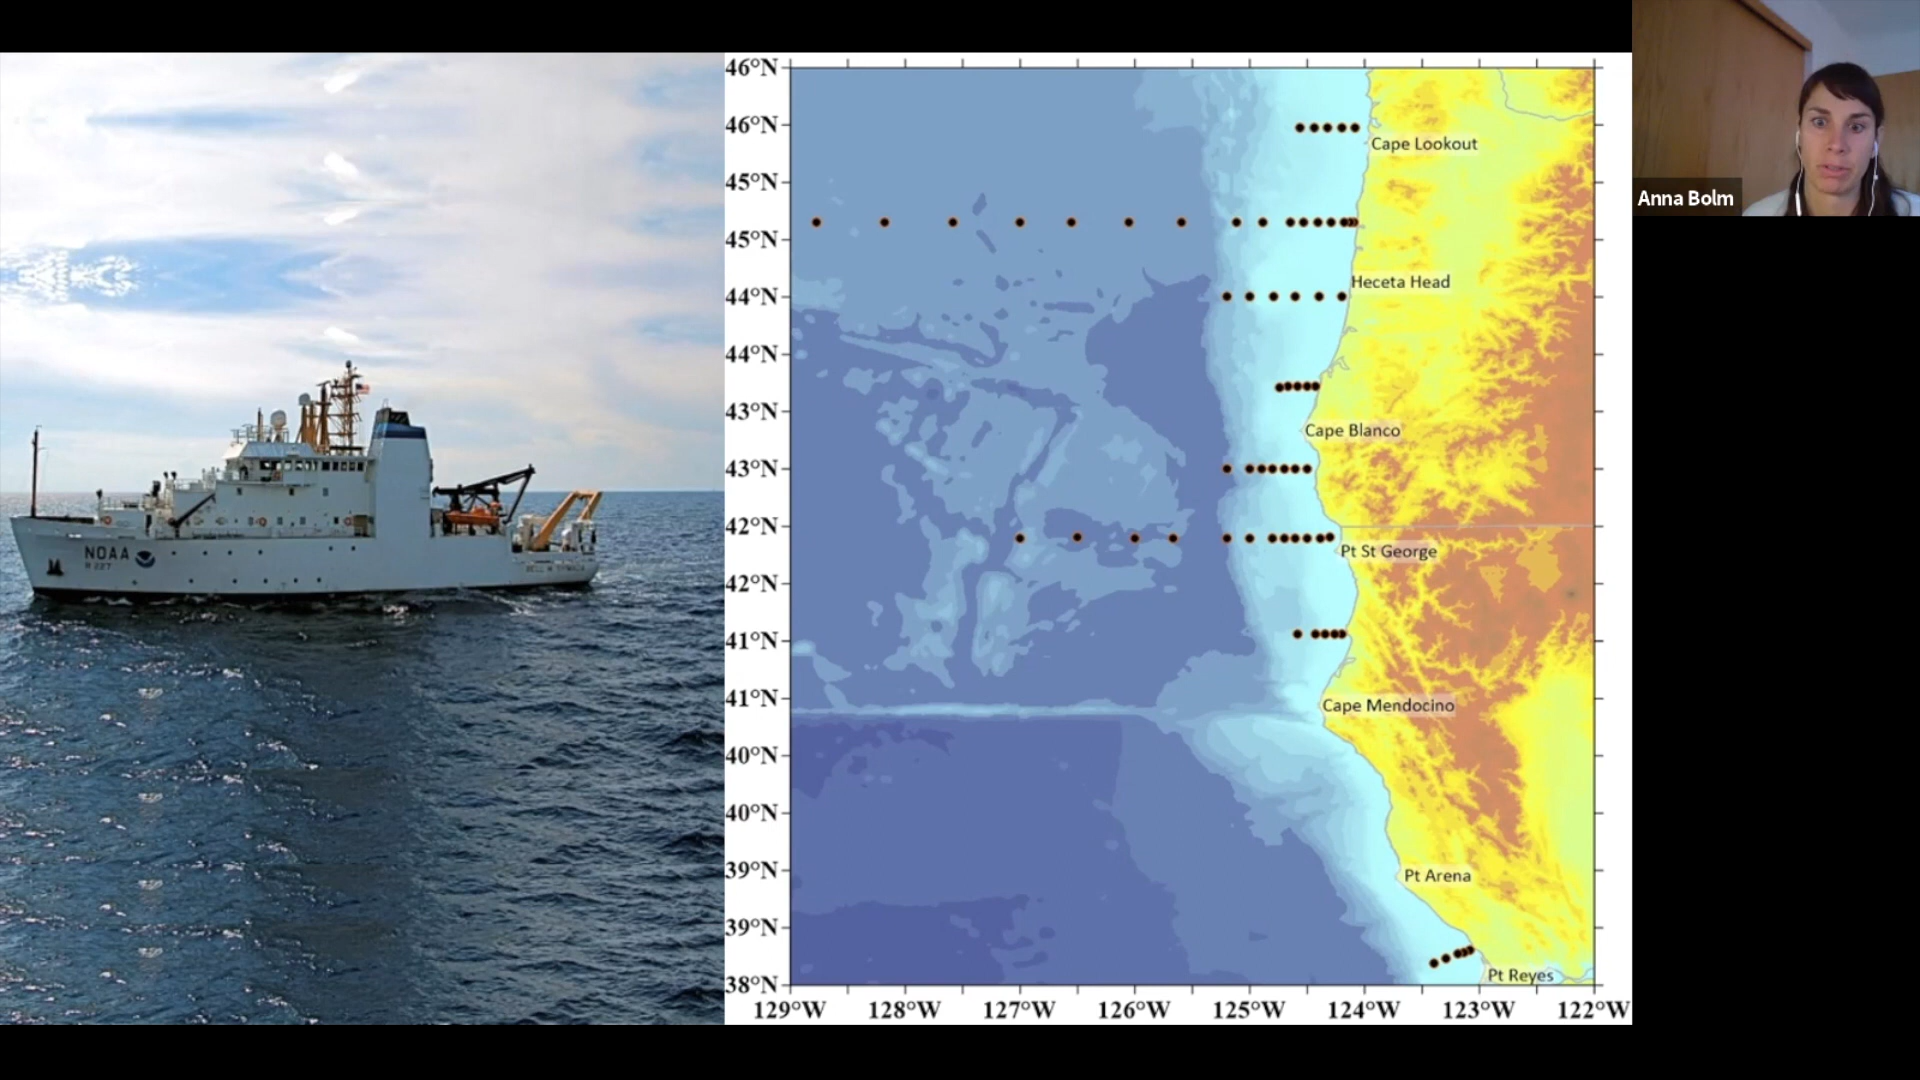 NOAA
R 227
46°N
46°N
45°N
45°N
44°N
44°N
43°N
43°N
42°N
42°N
41°N
41°N
40°N
40°N
39°N
39°N
38°N
129°W 128°W 127°W 126°W 125°W 124°W 123°W 122°W
Cape Lookout
Heceta Head
Cape Blanco
Pt St George
Cape Mendocino
Pt Arena
Pt Reyes
Anna Bolm